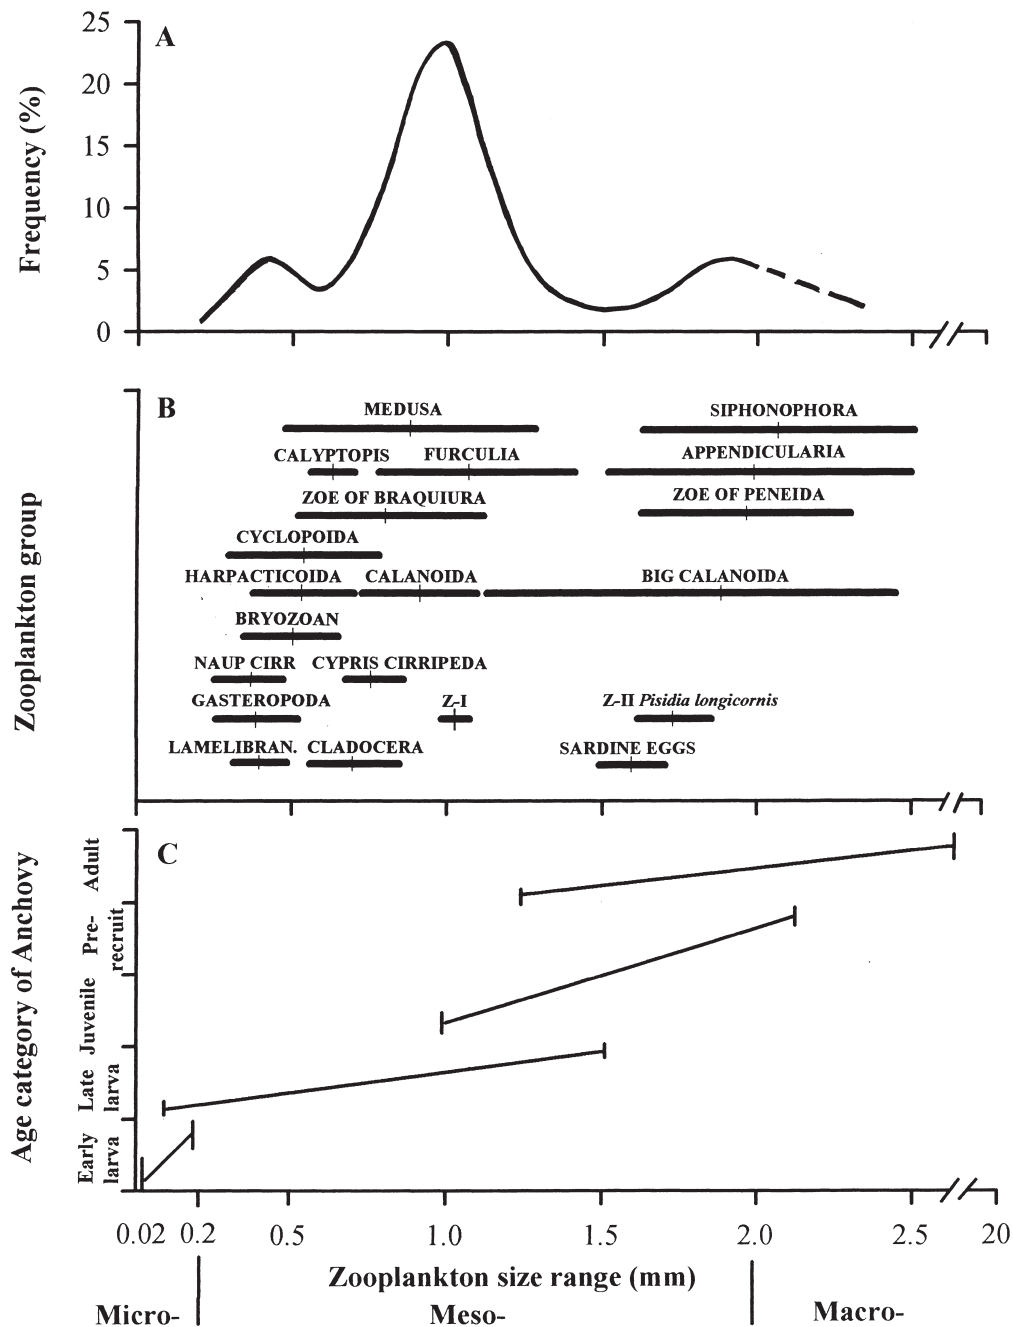 A
Frequency (%)
25
20
15
10
5
0
B
Zooplankton group
MEDUSA
SIPHONOPHORA
CALYPTOPIS FURCULIA APPENDICULARIA
ZOE OF BRAQUIURA ZOE OF PENEIDA
CYCLOPOIDA
HARPACTICOIDA CALANOIDA BIG CALANOIDA
BRYOZOAN
NAUP CIRR CYPRIS CIRRIPEDA
GASTEROPODA Z-I Z-II Pisidia longicornis
LAMELIBRAN. CLADOCERA SARDINE EGGS
C
Age category of Anchovy
Adult
Pre-
recruit
Juvenile
Late
larva
Early
larva
0.02 0.2 0.5 1.0 1.5 2.0 2.5 20
Zooplankton size range (mm)
Micro- Meso- Macro-